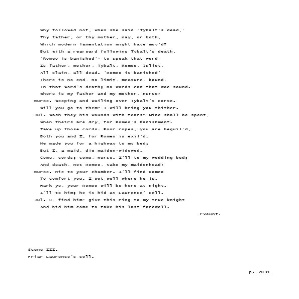 Why followed not, when she said 'Tybalt's dead,'
Thy father, or thy mother, nay, or both,
Which modern lamentation might have mov'd?
But with a rearward following Tybalt's death,
'Romeo is banished'- to speak that word
Is father, mother, Tybalt, Romeo, Juliet,
All slain, all dead. 'Romeo is banished'-
There is no end, no limit, measure, bound,
In that word's death; no words can that woe sound.
Where is my father and my mother, nurse?
Nurse. Weeping and wailing over Tybalt's corse.
Will you go to them? I will bring you thither.
Jul. Wash they his wounds with tears? Mine shall be spent,
When theirs are dry, for Romeo's banishment.
Take up those cords. Poor ropes, you are beguil'd,
Both you and I, for Romeo is exil'd.
He made you for a highway to my bed;
But I, a maid, die maiden-widowed.
Come, cords; come, nurse. I'll to my wedding bed;
And death, not Romeo, take my maidenhead!
Nurse. Hie to your chamber. I'll find Romeo
To comfort you. I wot well where he is.
Hark ye, your Romeo will be here at night.
I'll to him; he is hid at Laurence' cell.
Jul. O, find him! give this ring to my true knight
And bid him come to take his last farewell.
Exeunt.
Scene III.
Friar Laurence's cell.
p.